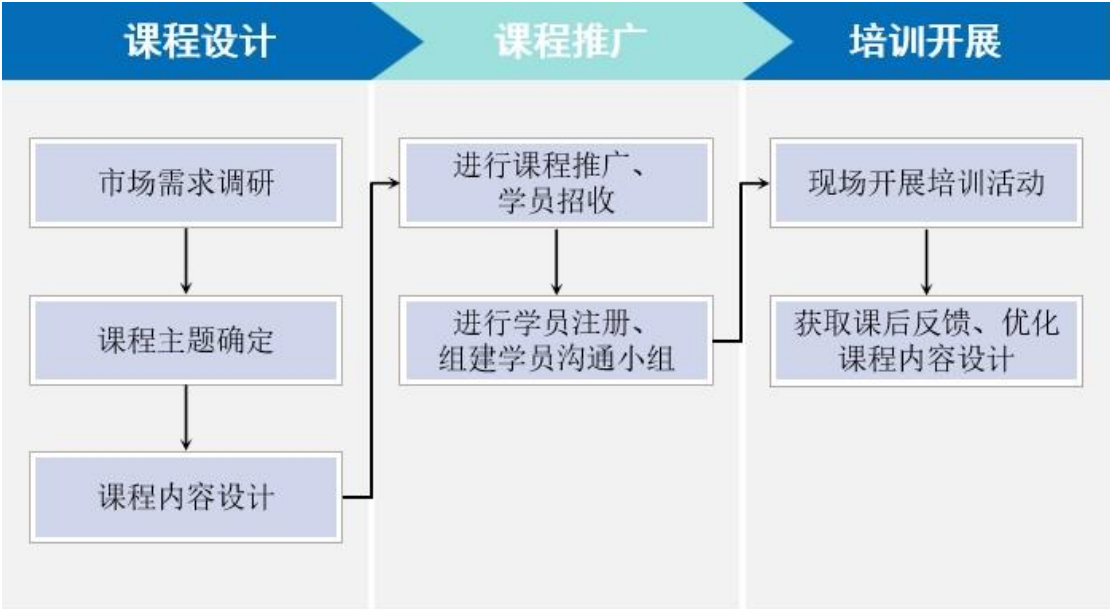 课程设计
课程推广
培训开展
市场需求调研
课程主题确定
课程内容设计
进行课程推广、
学员招收
进行学员注册、
组建学员沟通小组
现场开展培训活动
获取课后反馈、优化
课程内容设计